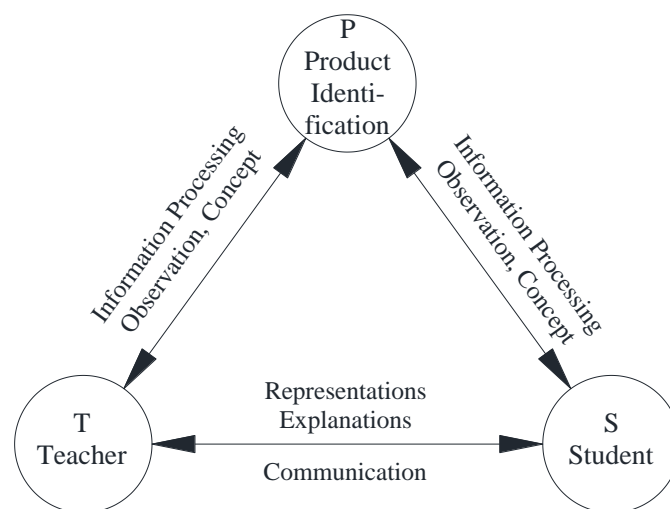 P
Product
Identi-
fication
Information Processing
Observation, Concept
Information Processing
Observation, Concept
Representations
Explanations
Communication
T
Teacher
S
Student